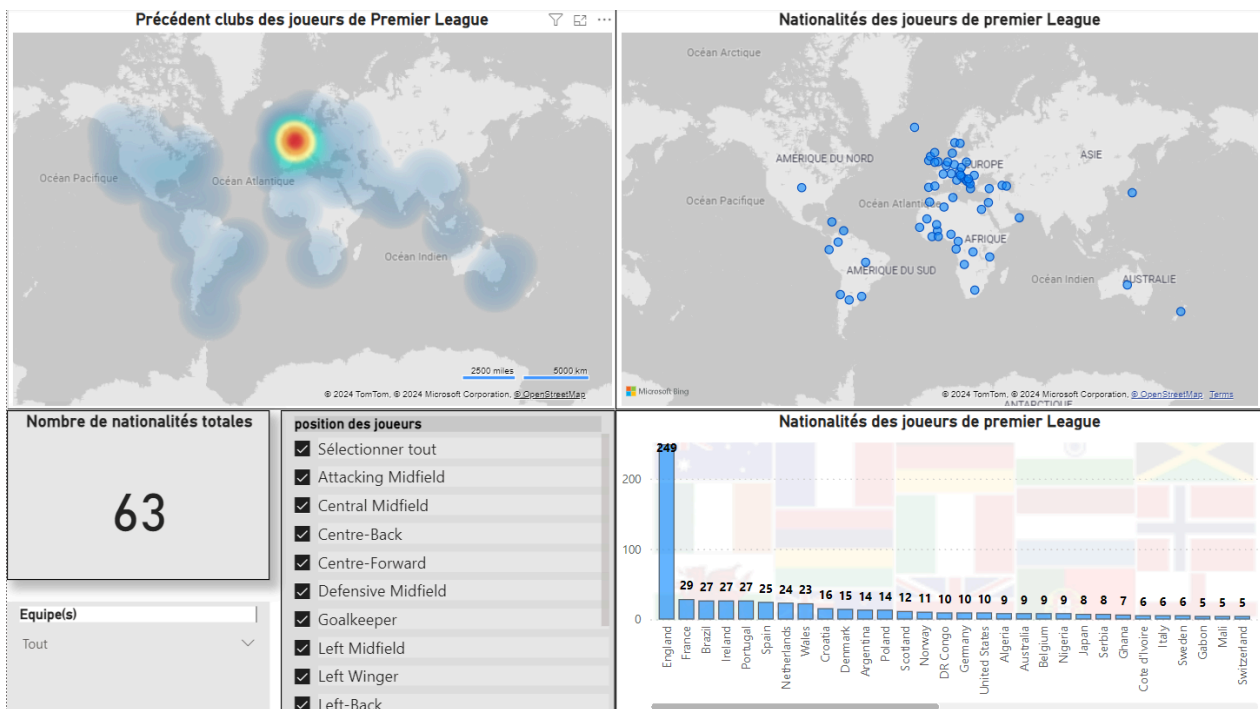 Précédent clubs des joueurs de Premier League
Océan Pacifique
Océan Atlantique
Océan Indien
2500 miles 5000 km
© 2024 TomTom, © 2024 Microsoft Corporation, © OpenStreetMap
Nationalités des joueurs de premier League
Océan Arctique
AMÉRIQUE DU NORD
EUROPE
ASIE
Océan Pacifique
Océan Atlantique
AFRIQUE
AMÉRIQUE DU SUD
Océan Indien
AUSTRALIE
Microsoft Bing
© 2024 TomTom, © 2024 Microsoft Corporation, © OpenStreetMap Terms
ANTARCTIQUE
Nombre de nationalités totales
63
Equipe(s)
Tout
position des joueurs
Sélectionner tout
Attacking Midfield
Central Midfield
Centre-Back
Centre-Forward
Defensive Midfield
Goalkeeper
Left Midfield
Left Winger
Left-Back
Nationalités des joueurs de premier League
200
100
0
249 29 27 27 27 25 24 23 16 15 14 14 12 11 10 10 10 9 9 9 9 8 8 7 6 6 6 5 5 5
England
France
Brazil
Ireland
Portugal
Spain
Netherlands
Wales
Croatia
Denmark
Argentina
Poland
Scotland
Norway
DR Congo
Germany
United States
Algeria
Australia
Belgium
Nigeria
Japan
Serbia
Ghana
Cote d'Ivoire
Italy
Sweden
Gabon
Mali
Switzerland